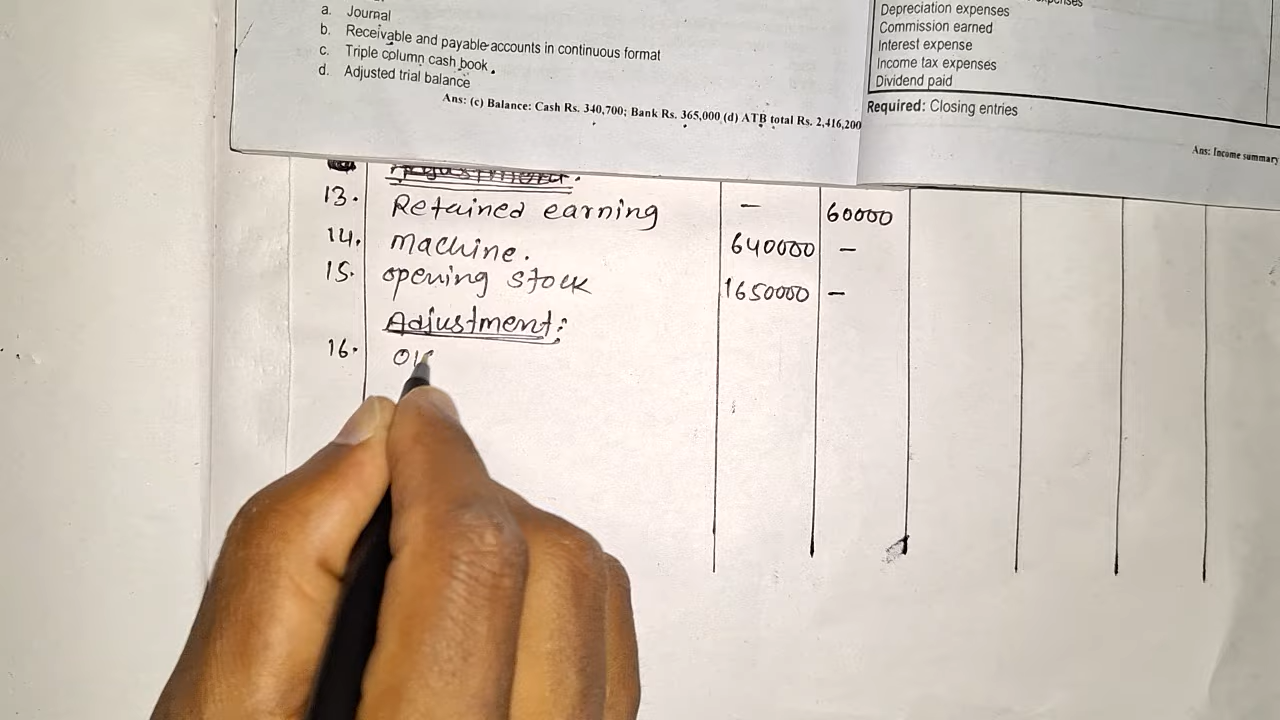 a. Journal
b. Receivable and payable accounts in continuous format
c. Triple column cash book
d. Adjusted trial balance
Ans: (c) Balance: Cash Rs. 340,700; Bank Rs. 365,000 (d) ATB total Rs. 2,416,200
Depreciation expenses
Commission earned
Interest expense
Income tax expenses
Dividend paid
Required: Closing entries
Ans: Income summary
13. Retained earning — 60000
14. Machine. 640000 —
15. opening stock 1650000 —
Adjustment:
16.